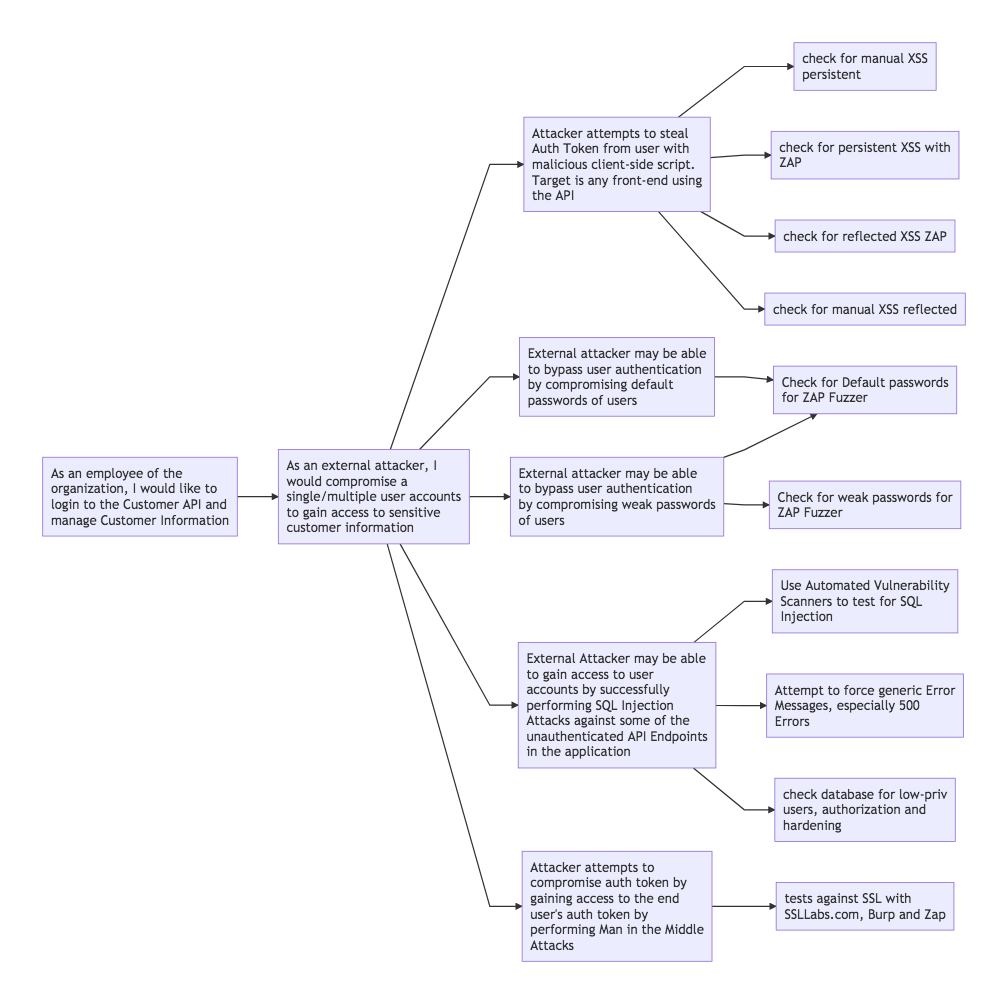 As an employee of the
organization, I would like to
login to the Customer API and
manage Customer Information
As an external attacker, I
would compromise a
single/multiple user accounts
to gain access to sensitive
customer information
Attacker attempts to steal
Auth Token from user with
malicious client-side script.
Target is any front-end using
the API
External attacker may be able
to bypass user authentication
by compromising default
passwords of users
External attacker may be able
to bypass user authentication
by compromising weak passwords
of users
External Attacker may be able
to gain access to user
accounts by successfully
performing SQL Injection
Attacks against some of the
unauthenticated API Endpoints
in the application
Attacker attempts to
compromise auth token by
gaining access to the end
user's auth token by
performing Man in the Middle
Attacks
check for manual XSS
persistent
check for persistent XSS with
ZAP
check for reflected XSS ZAP
check for manual XSS reflected
Check for Default passwords
for ZAP Fuzzer
Check for weak passwords for
ZAP Fuzzer
Use Automated Vulnerability
Scanners to test for SQL
Injection
Attempt to force generic Error
Messages, especially 500
Errors
check database for low-priv
users, authorization and
hardening
tests against SSL with
SSLLabs.com, Burp and Zap